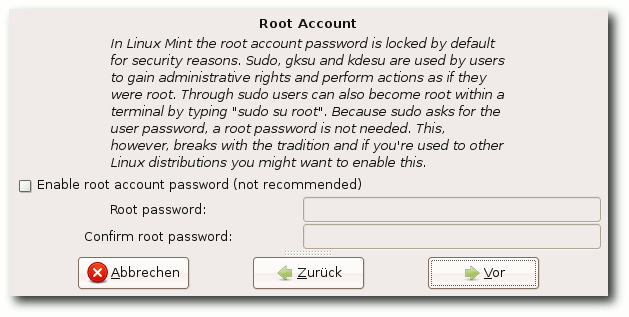 Root Account
In Linux Mint the root account password is locked by default
for security reasons. Sudo, gksu and kdesu are used by users
to gain administrative rights and perform actions as if they
were root. Through sudo users can also become root within a
terminal by typing "sudo su root". Because sudo asks for the
user password, a root password is not needed. This,
however, breaks with the tradition and if you're used to other
Linux distributions you might want to enable this.
Enable root account password (not recommended)
Root password:
Confirm root password:
Abbrechen Zurück Vor